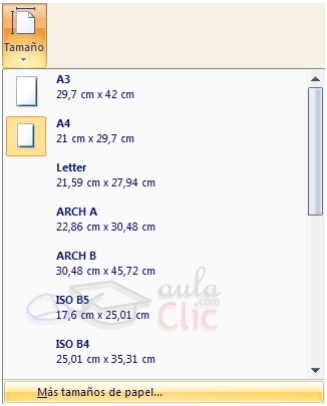 Tamaño
A3
29,7 cm x 42 cm
A4
21 cm x 29,7 cm
Letter
21,59 cm x 27,94 cm
ARCH A
22,86 cm x 30,48 cm
ARCH B
30,48 cm x 45,72 cm
ISO B5
17,6 cm x 25,01 cm
ISO B4
25,01 cm x 35,31 cm
aula
.com
Clic
Más tamaños de papel...